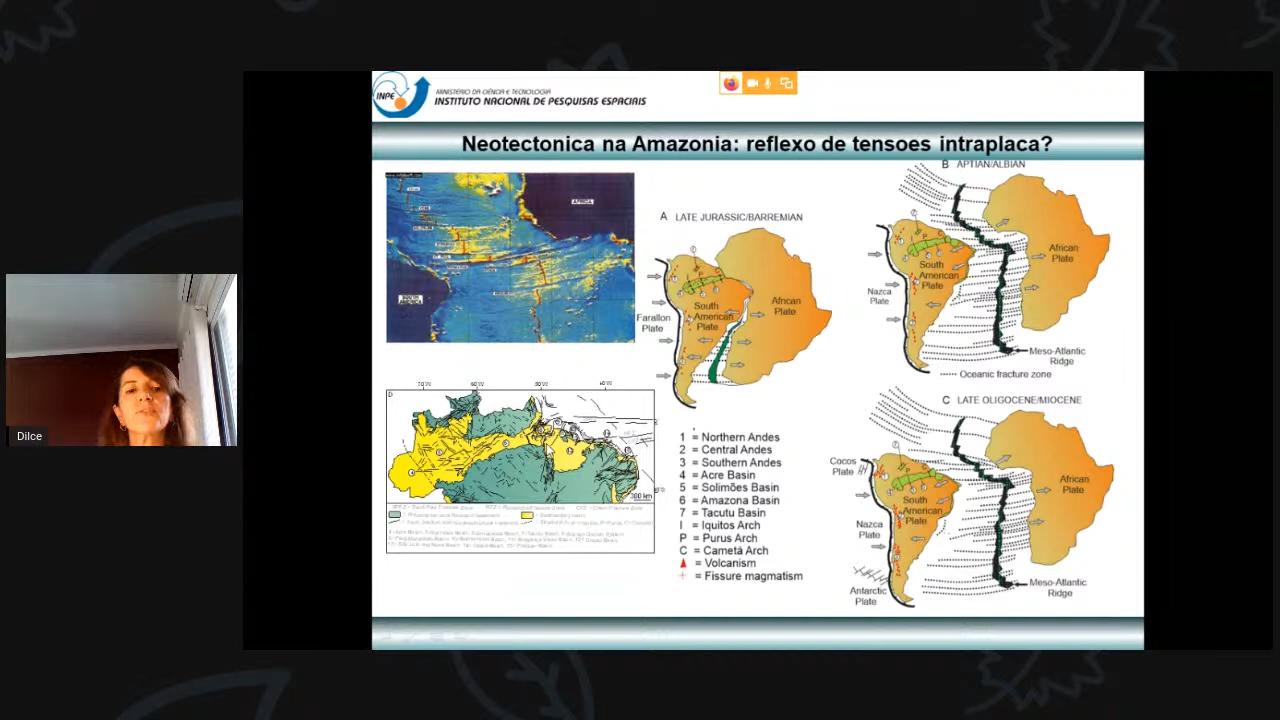 INPE
MINISTÉRIO DA CIÊNCIA E TECNOLOGIA
INSTITUTO NACIONAL DE PESQUISAS ESPACIAIS
Neotectonica na Amazonia: reflexo de tensoes intraplaca?
AFRICA
A LATE JURASSIC/BARREMIAN
Farallon
Plate
South
American
Plate
African
Plate
B APTIAN/ALBIAN
Nazca
Plate
South
American
Plate
African
Plate
Meso-Atlantic
Ridge
Oceanic fracture zone
C LATE OLIGOCENE/MIOCENE
Cocos
Plate
Nazca
Plate
Antarctic
Plate
South
American
Plate
African
Plate
Meso-Atlantic
Ridge
D
300 km
1 = Northern Andes
2 = Central Andes
3 = Southern Andes
4 = Acre Basin
5 = Solimões Basin
6 = Amazona Basin
7 = Tacutu Basin
I = Iquitos Arch
P = Purus Arch
C = Cametá Arch
= Volcanism
= Fissure magmatism
Dilce